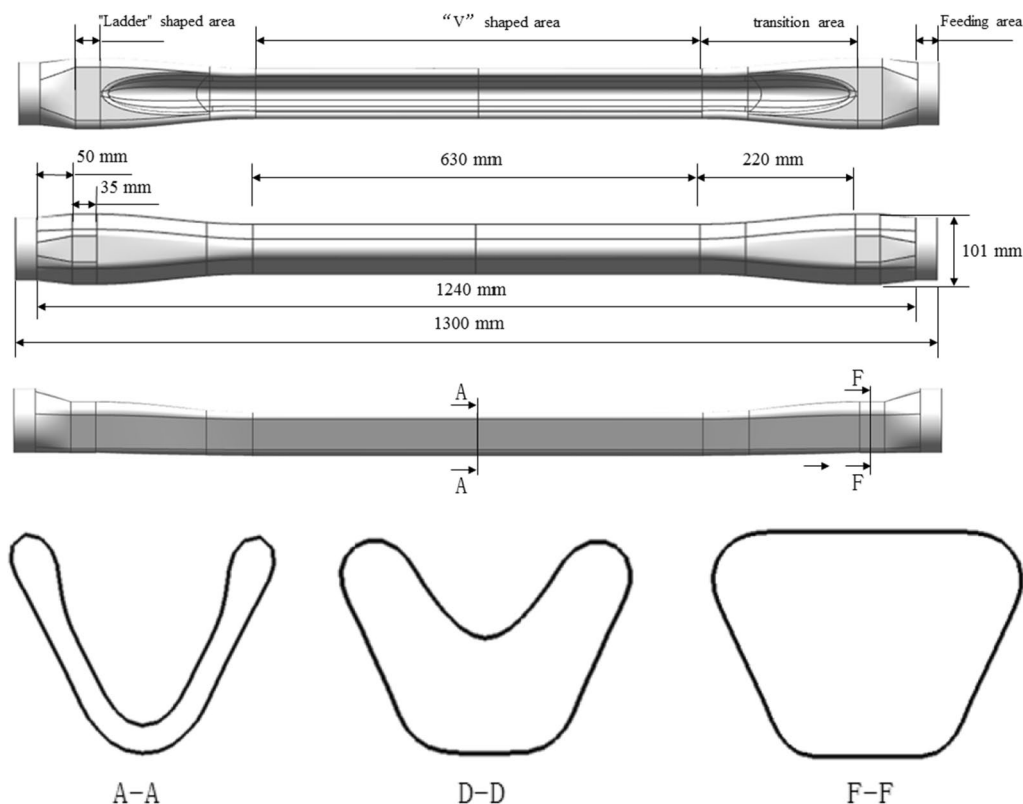 "Ladder" shaped area
“V” shaped area
transition area
Feeding area
50 mm
630 mm
220 mm
35 mm
101 mm
1240 mm
1300 mm
A
F
A
F
A-A
D-D
F-F